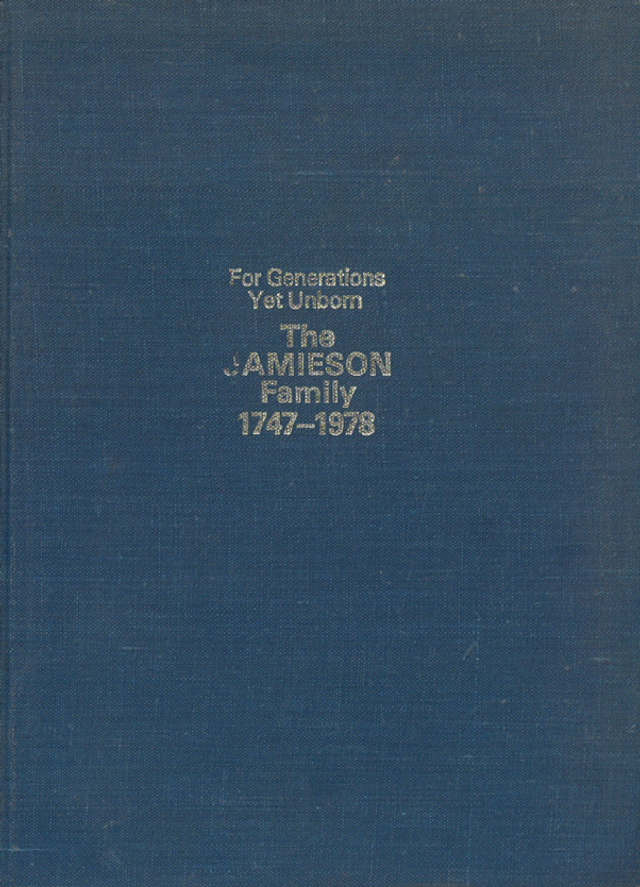 For Generations
Yet Unborn
The
JAMIESON
Family
1747–1978